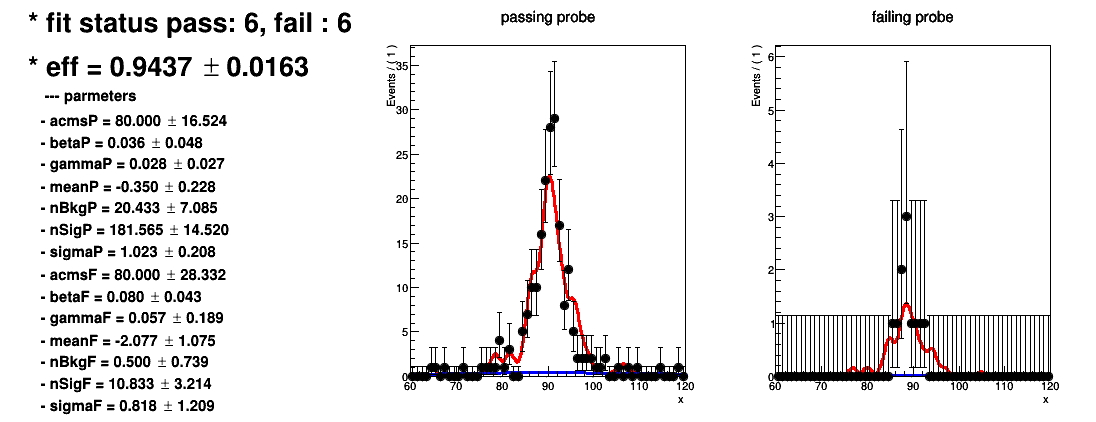 * fit status pass: 6, fail : 6
* eff = 0.9437 ± 0.0163
--- parmeters
- acmsP = 80.000 ± 16.524
- betaP = 0.036 ± 0.048
- gammaP = 0.028 ± 0.027
- meanP = -0.350 ± 0.228
- nBkgP = 20.433 ± 7.085
- nSigP = 181.565 ± 14.520
- sigmaP = 1.023 ± 0.208
- acmsF = 80.000 ± 28.332
- betaF = 0.080 ± 0.043
- gammaF = 0.057 ± 0.189
- meanF = -2.077 ± 1.075
- nBkgF = 0.500 ± 0.739
- nSigF = 10.833 ± 3.214
- sigmaF = 0.818 ± 1.209
passing probe
Events / ( 1 )
35
30
25
20
15
10
5
0
60 70 80 90 100 110 120
x
failing probe
Events / ( 1 )
6
5
4
3
2
1
0
60 70 80 90 100 110 120
x